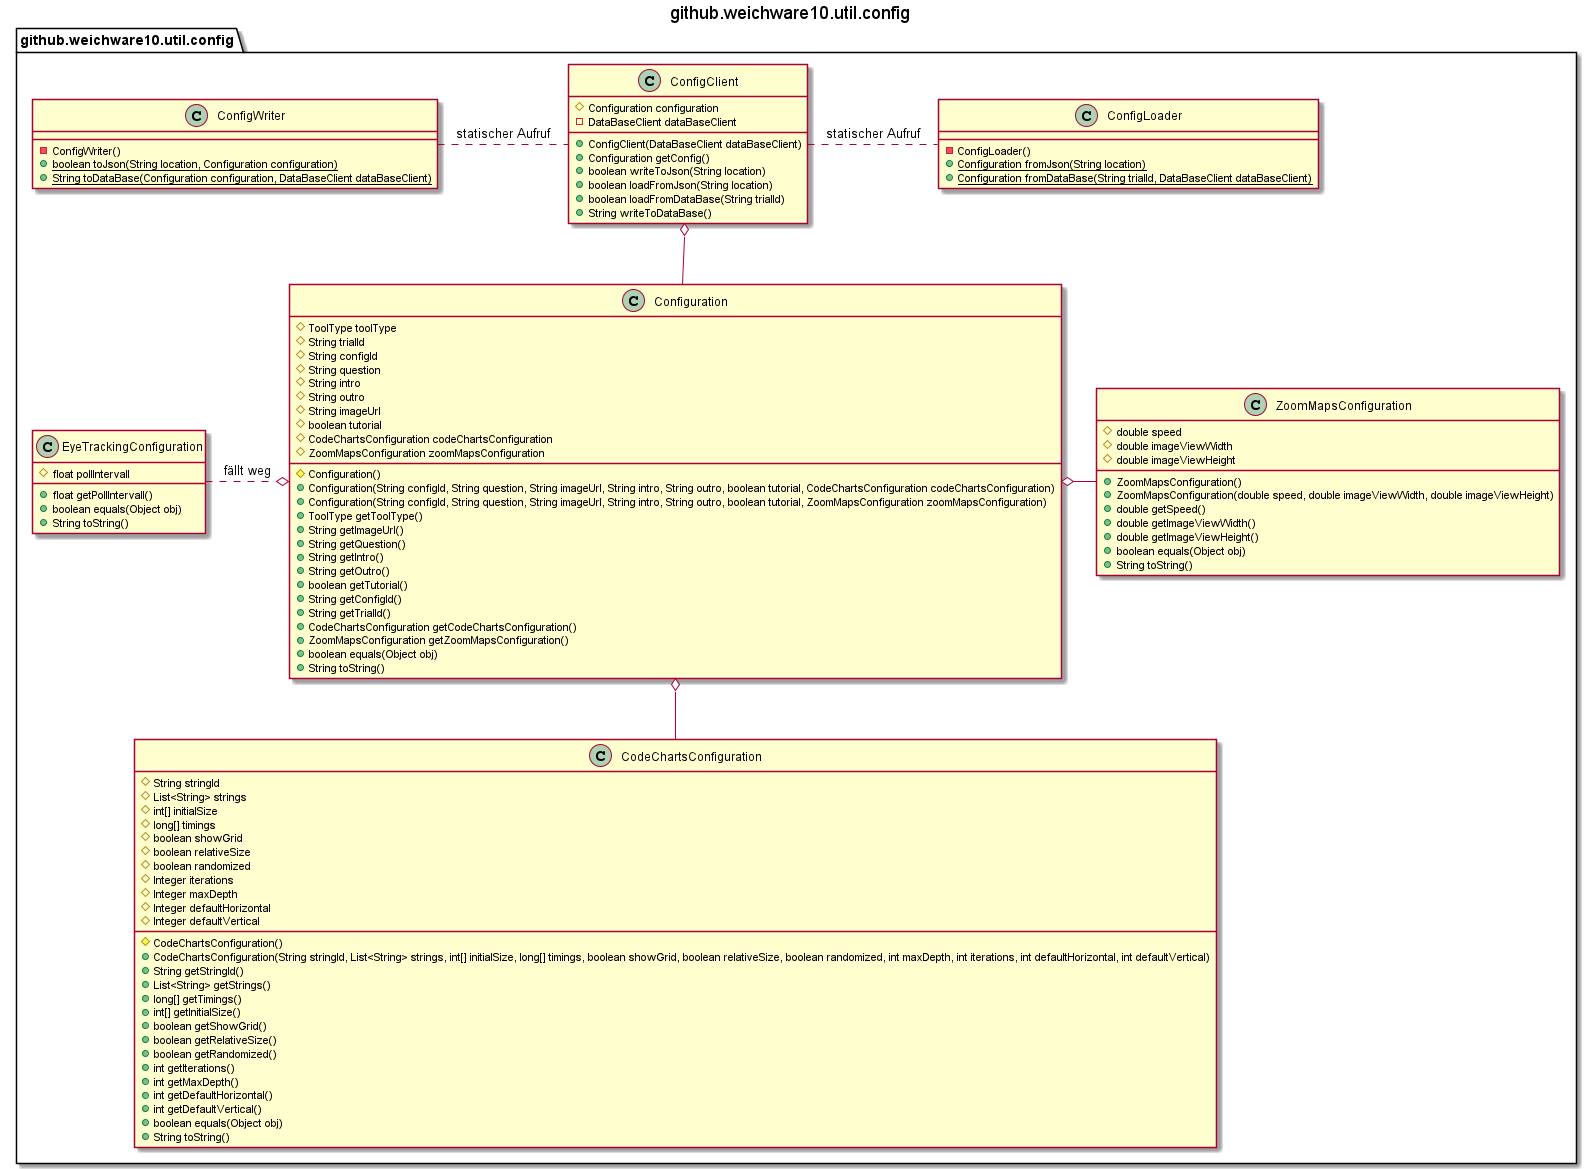 github.weichware10.util.config
github.weichware10.util.config
C ConfigWriter
ConfigWriter()
boolean toJson(String location, Configuration configuration)
String toDataBase(Configuration configuration, DataBaseClient dataBaseClient)
statischer Aufruf
C ConfigClient
Configuration configuration
DataBaseClient dataBaseClient
ConfigClient(DataBaseClient dataBaseClient)
Configuration getConfig()
boolean writeToJson(String location)
boolean loadFromJson(String location)
boolean loadFromDataBase(String trialId)
String writeToDataBase()
statischer Aufruf
C ConfigLoader
ConfigLoader()
Configuration fromJson(String location)
Configuration fromDataBase(String trialId, DataBaseClient dataBaseClient)
C Configuration
ToolType toolType
String trialId
String configId
String question
String intro
String outro
String imageUrl
boolean tutorial
CodeChartsConfiguration codeChartsConfiguration
ZoomMapsConfiguration zoomMapsConfiguration
Configuration()
Configuration(String configId, String question, String imageUrl, String intro, String outro, boolean tutorial, CodeChartsConfiguration codeChartsConfiguration)
Configuration(String configId, String question, String imageUrl, String intro, String outro, boolean tutorial, ZoomMapsConfiguration zoomMapsConfiguration)
ToolType getToolType()
String getImageUrl()
String getQuestion()
String getIntro()
String getOutro()
boolean getTutorial()
String getConfigId()
String getTrialId()
CodeChartsConfiguration getCodeChartsConfiguration()
ZoomMapsConfiguration getZoomMapsConfiguration()
boolean equals(Object obj)
String toString()
C EyeTrackingConfiguration
float pollIntervall
float getPollIntervall()
boolean equals(Object obj)
String toString()
fällt weg
C ZoomMapsConfiguration
double speed
double imageViewWidth
double imageViewHeight
ZoomMapsConfiguration()
ZoomMapsConfiguration(double speed, double imageViewWidth, double imageViewHeight)
double getSpeed()
double getImageViewWidth()
double getImageViewHeight()
boolean equals(Object obj)
String toString()
C CodeChartsConfiguration
String stringId
List<String> strings
int[] initialSize
long[] timings
boolean showGrid
boolean relativeSize
boolean randomized
Integer iterations
Integer maxDepth
Integer defaultHorizontal
Integer defaultVertical
CodeChartsConfiguration()
CodeChartsConfiguration(String stringId, List<String> strings, int[] initialSize, long[] timings, boolean showGrid, boolean relativeSize, boolean randomized, int maxDepth, int iterations, int defaultHorizontal, int defaultVertical)
String getStringId()
List<String> getStrings()
long[] getTimings()
int[] getInitialSize()
boolean getShowGrid()
boolean getRelativeSize()
boolean getRandomized()
int getIterations()
int getMaxDepth()
int getDefaultHorizontal()
int getDefaultVertical()
boolean equals(Object obj)
String toString()